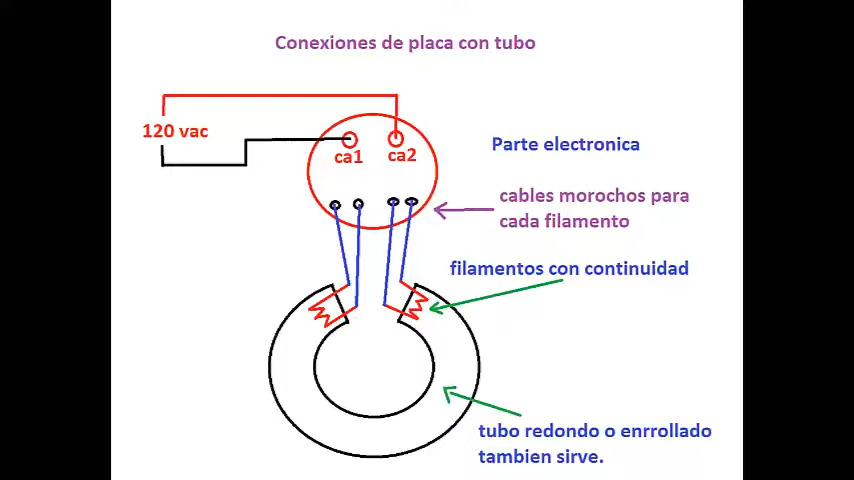 Conexiones de placa con tubo
120 vac
ca1
ca2
Parte electronica
cables morochos para
cada filamento
filamentos con continuidad
tubo redondo o enrrollado
tambien sirve.